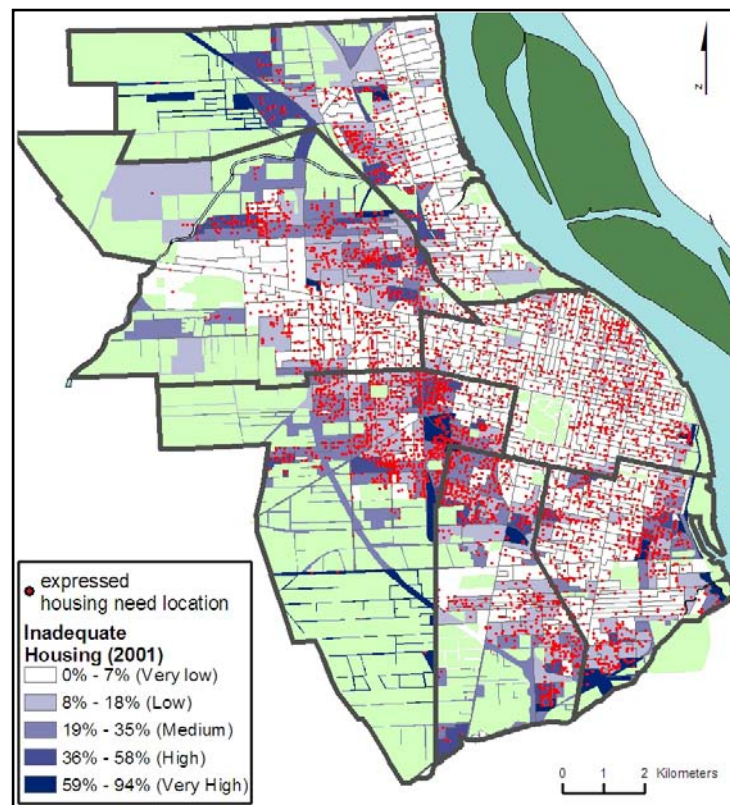 N
expressed
housing need location
Inadequate
Housing (2001)
0% - 7% (Very low)
8% - 18% (Low)
19% - 35% (Medium)
36% - 58% (High)
59% - 94% (Very High)
0 1 2 Kilometers